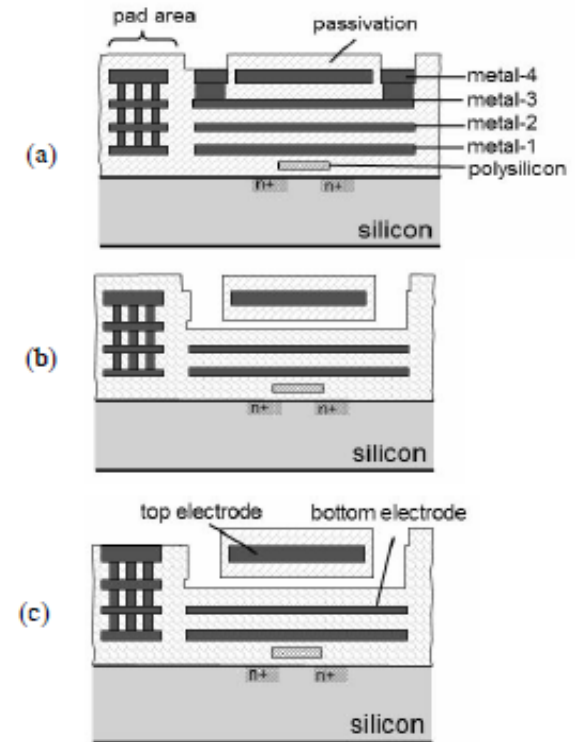 pad area
passivation
metal-4
metal-3
metal-2
metal-1
polysilicon
(a)
n+ n+
silicon
(b)
n+ n+
silicon
top electrode bottom electrode
(c)
n+ n+
silicon